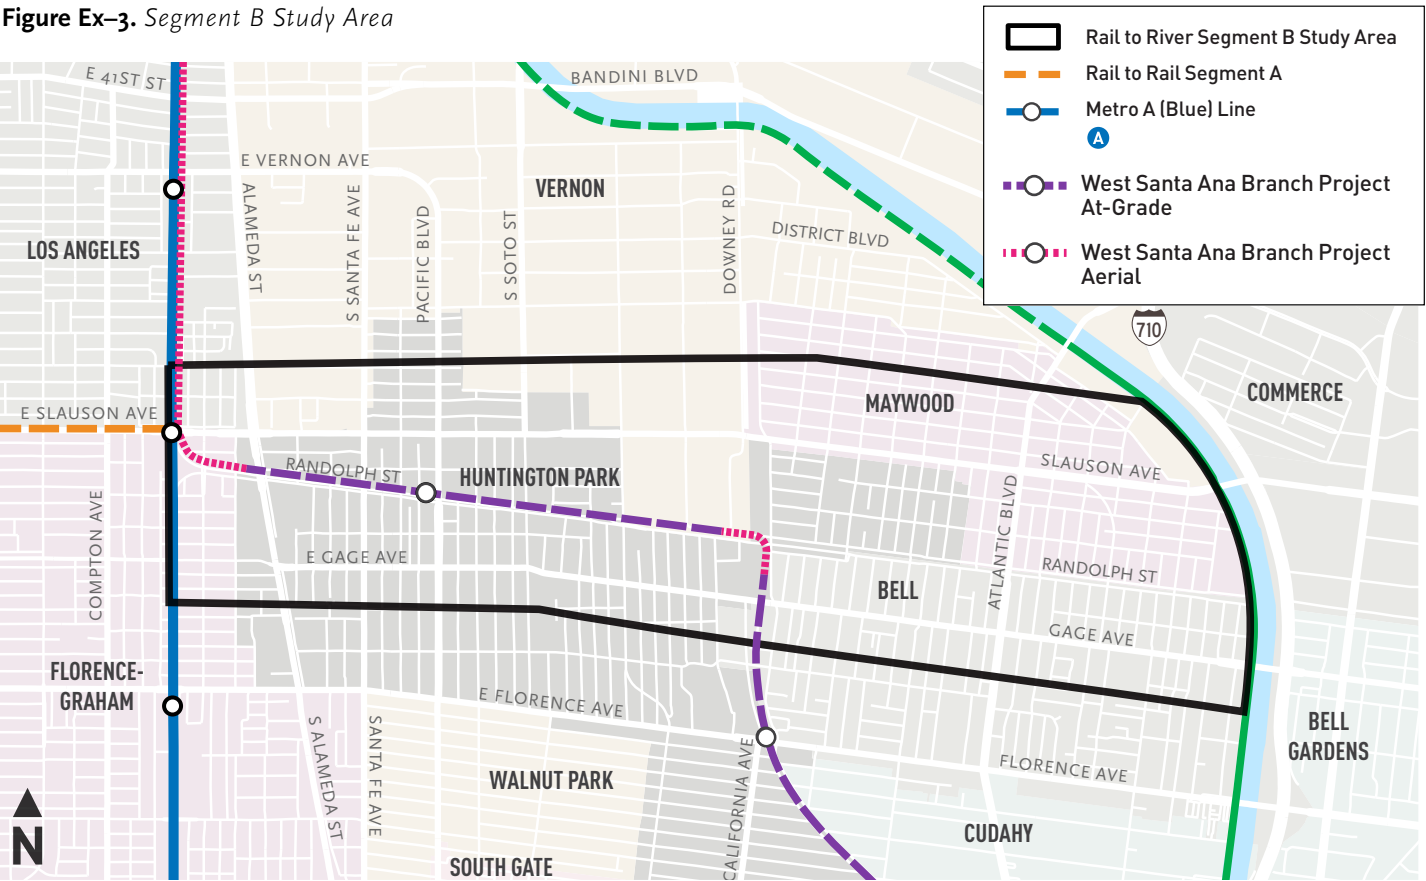 Figure Ex–3. Segment B Study Area
Rail to River Segment B Study Area
Rail to Rail Segment A
Metro A (Blue) Line
A
West Santa Ana Branch Project
At-Grade
West Santa Ana Branch Project
Aerial
E 41ST ST
BANDINI BLVD
E VERNON AVE
VERNON
ALAMEDA ST
S SANTA FE AVE
PACIFIC BLVD
S SOTO ST
DOWNEY RD
DISTRICT BLVD
LOS ANGELES
710
COMMERCE
MAYWOOD
E SLAUSON AVE
SLAUSON AVE
RANDOLPH ST
HUNTINGTON PARK
COMPTON AVE
ATLANTIC BLVD
E GAGE AVE
RANDOLPH ST
BELL
GAGE AVE
FLORENCE-
GRAHAM
E FLORENCE AVE
S ALAMEDA ST
SANTA FE AVE
CALIFORNIA AVE
BELL
GARDENS
FLORENCE AVE
WALNUT PARK
CUDAHY
SOUTH GATE
N